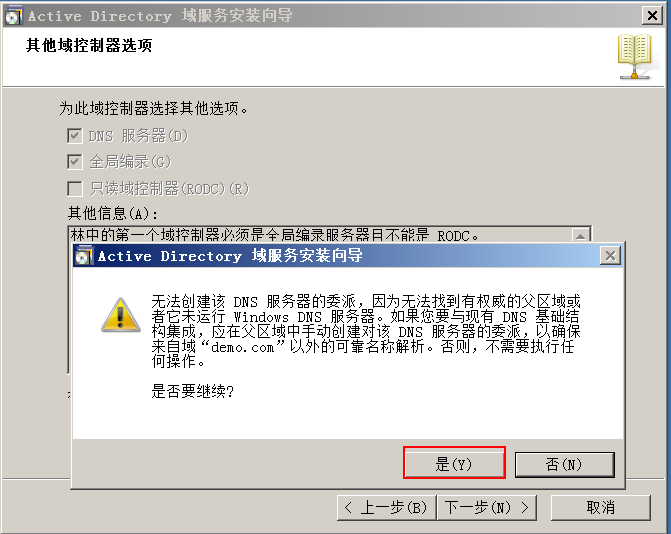 Active Directory 域服务安装向导
其他域控制器选项
为此域控制器选择其他选项。
DNS 服务器(D)
全局编录(G)
只读域控制器(RODC)(R)
其他信息(A):
林中的第一个域控制器必须是全局编录服务器且不能是 RODC。
Active Directory 域服务安装向导
无法创建该 DNS 服务器的委派，因为无法找到有权威的父区域或
者它未运行 Windows DNS 服务器。如果您要与现有 DNS 基础结
构集成，应在父区域中手动创建对该 DNS 服务器的委派，以确保
来自域“demo.com”以外的可靠名称解析。否则，不需要执行任
何操作。
是否要继续?
是(Y)
否(N)
< 上一步(B)
下一步(N) >
取消